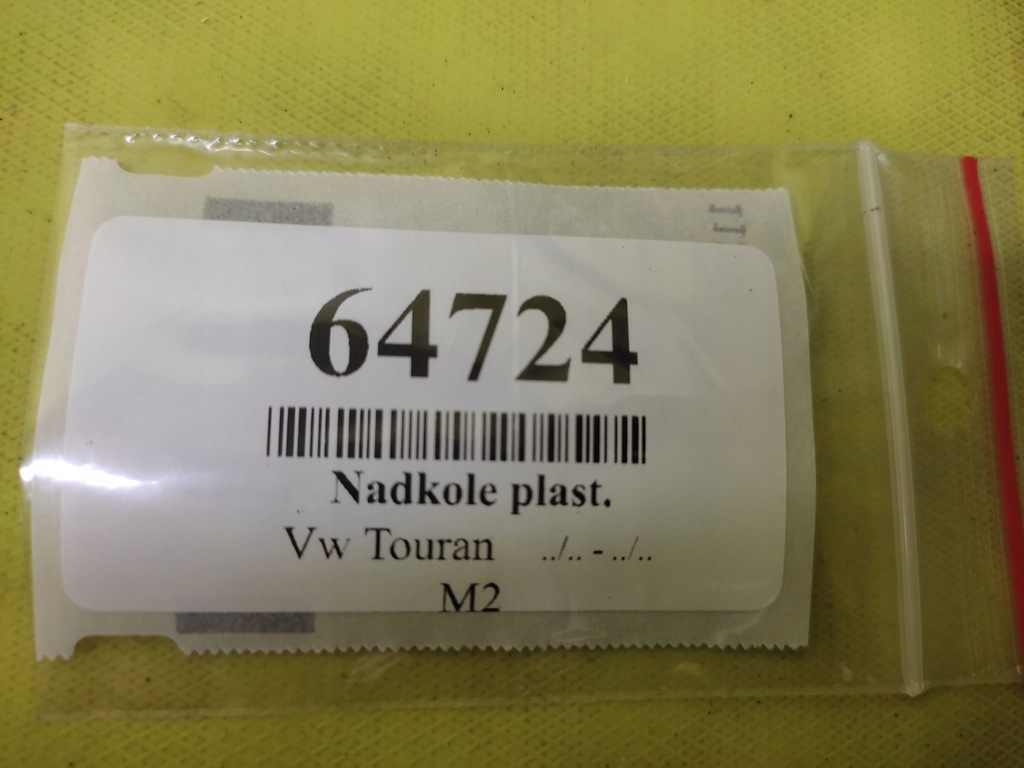 64724
Nadkole plast.
Vw Touran ../.. - ../..
M2